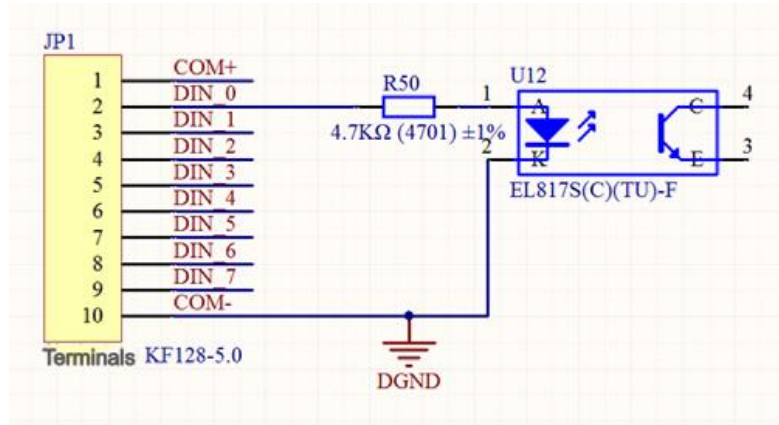 JP1
1 COM+
2 DIN_0
3 DIN_1
4 DIN_2
5 DIN_3
6 DIN_4
7 DIN_5
8 DIN_6
9 DIN_7
10 COM-
Terminals KF128-5.0
R50
4.7KΩ (4701) ±1%
DGND
U12
1 A C 4
2 K E 3
EL817S(C)(TU)-F